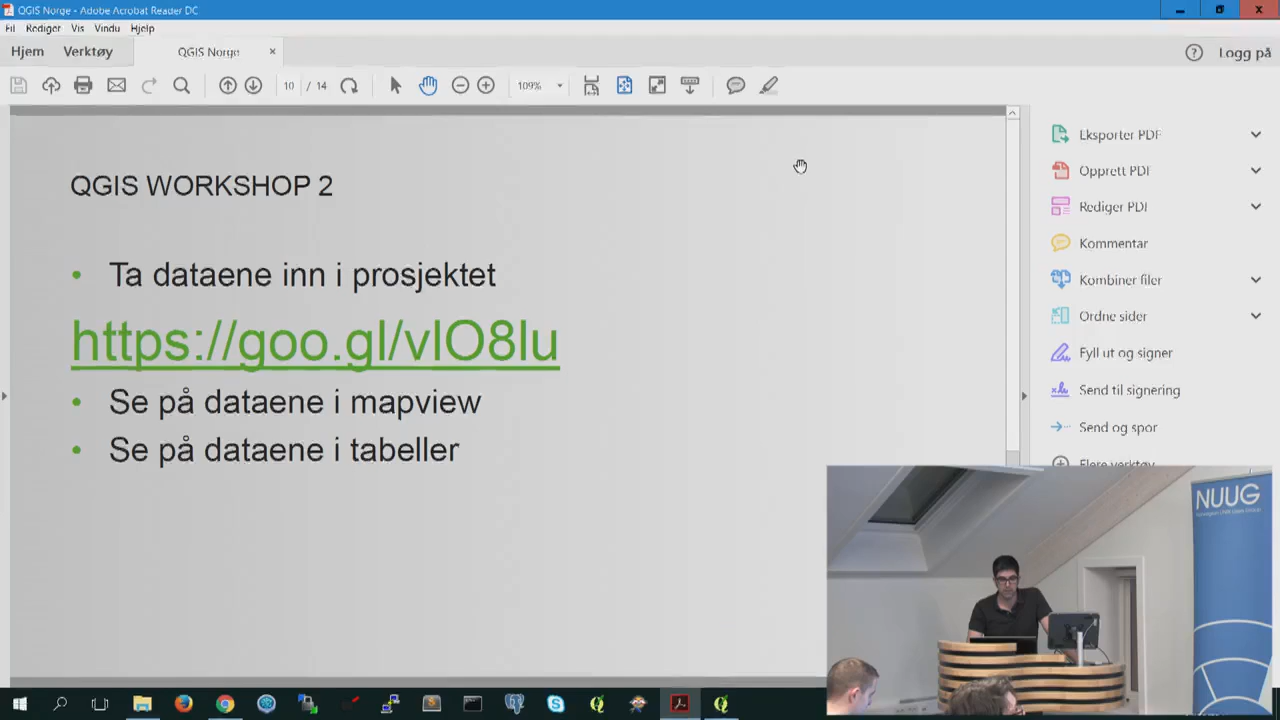 QGIS Norge - Adobe Acrobat Reader DC
Fil Rediger Vis Vindu Hjelp
Hjem Verktøy QGIS Norge × ? Logg på
10 / 14 109%
QGIS WORKSHOP 2
• Ta dataene inn i prosjektet
https://goo.gl/vlO8lu
• Se på dataene i mapview
• Se på dataene i tabeller
Eksporter PDF
Opprett PDF
Rediger PDF
Kommentar
Kombiner filer
Ordne sider
Fyll ut og signer
Send til signering
Send og spor
Flere verktøy
NUUG